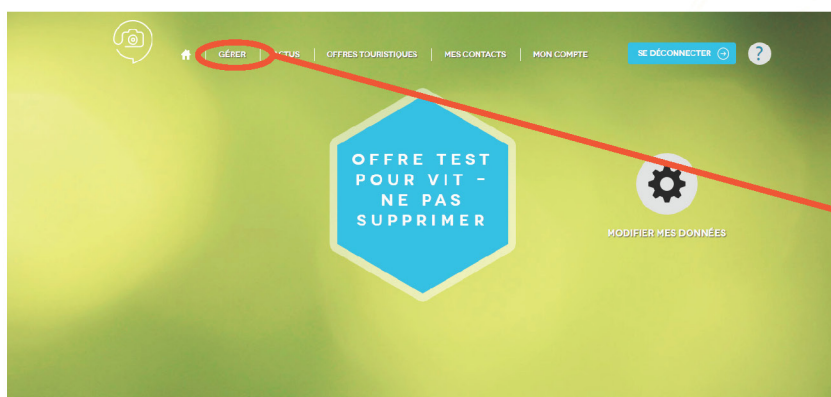 GÉRER ACTUS OFFRES TOURISTIQUES MES CONTACTS MON COMPTE SE DÉCONNECTER ?
OFFRE TEST
POUR VIT -
NE PAS
SUPPRIMER
MODIFIER MES DONNÉES